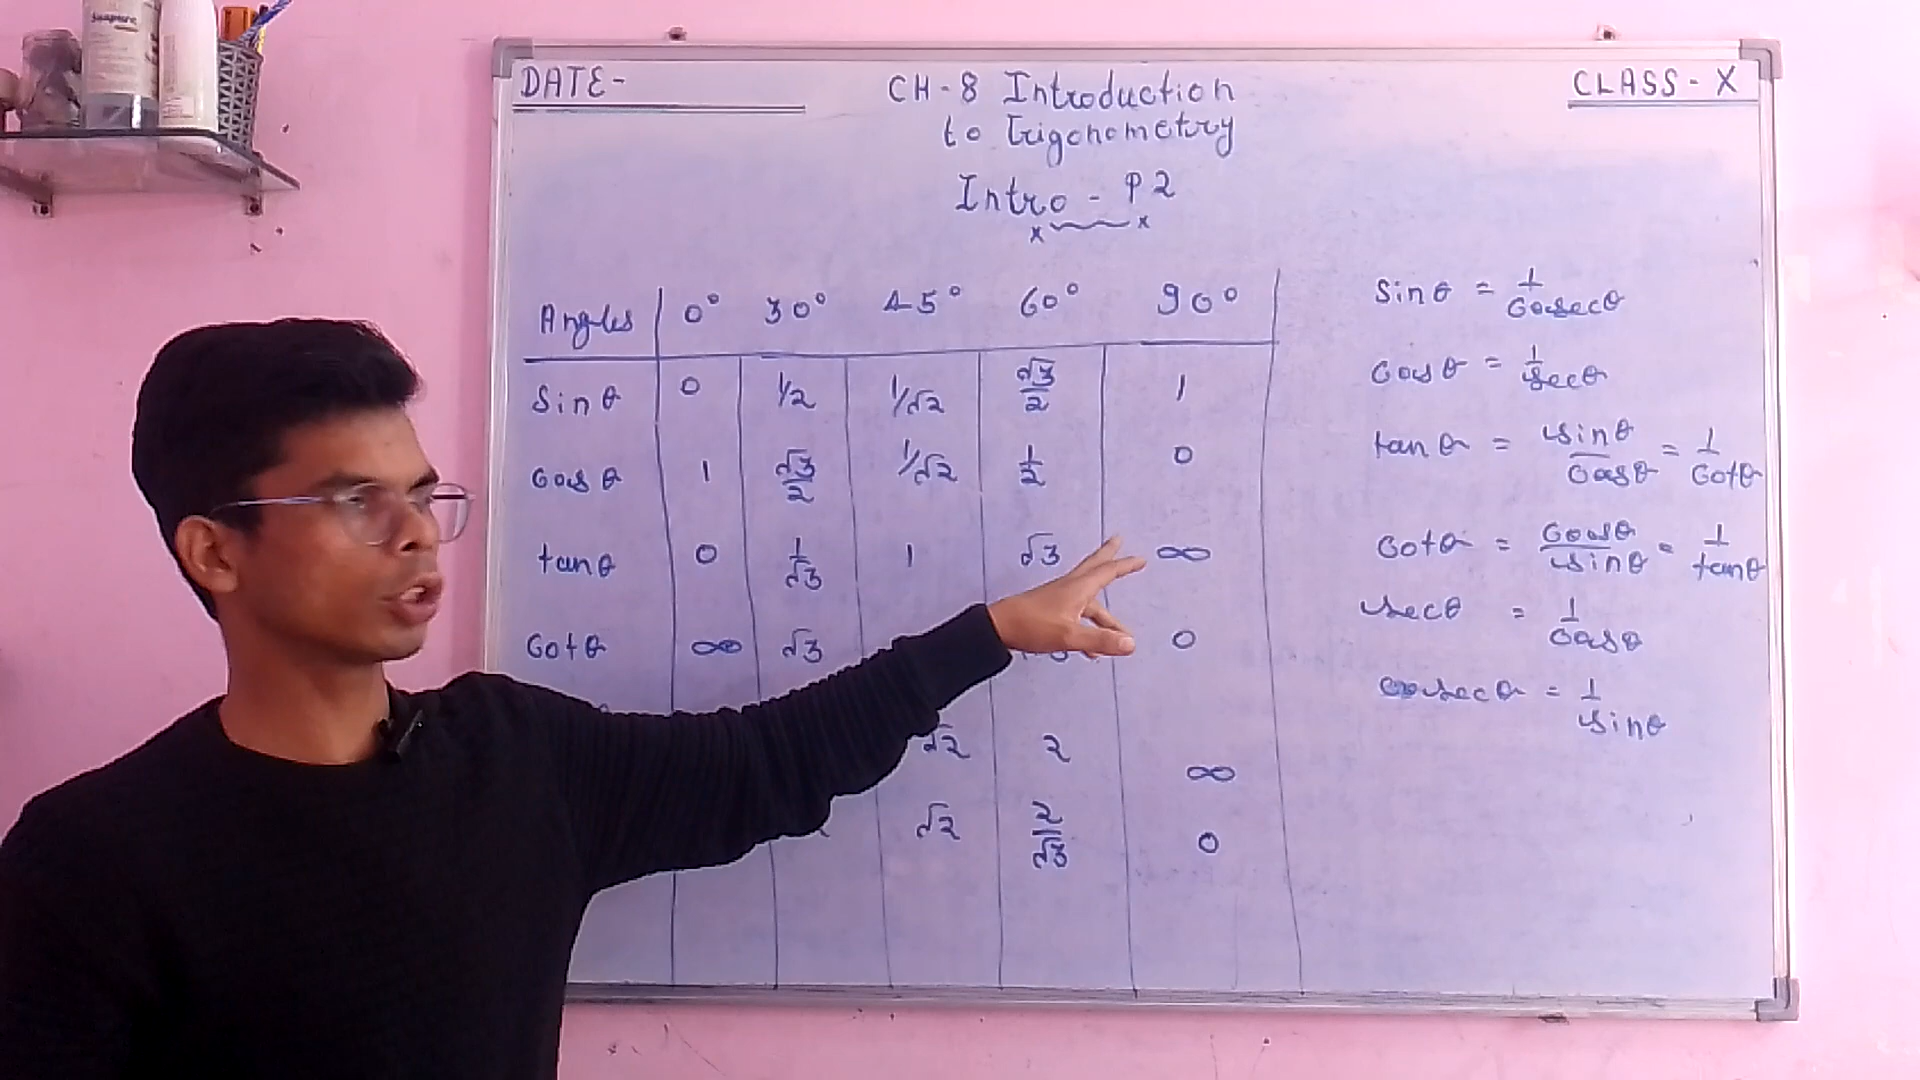 DATE-
CH-8 Introduction
to Trigonometry
CLASS-X
Intro - P2
Angles 0° 30° 45° 60° 90°
Sinθ 0 1/2 1/√2 √3/2 1
Cosθ 1 √3/2 1/√2 1/2 0
tanθ 0 1/√3 1 √3 ∞
Cotθ ∞ √3 0
√2 2 ∞
√2 2/√3 0
Sinθ = 1/Cosecθ
Cosθ = 1/Secθ
tanθ = Sinθ/Cosθ = 1/Cotθ
Cotθ = Cosθ/Sinθ = 1/tanθ
Secθ = 1/Cosθ
Cosecθ = 1/Sinθ